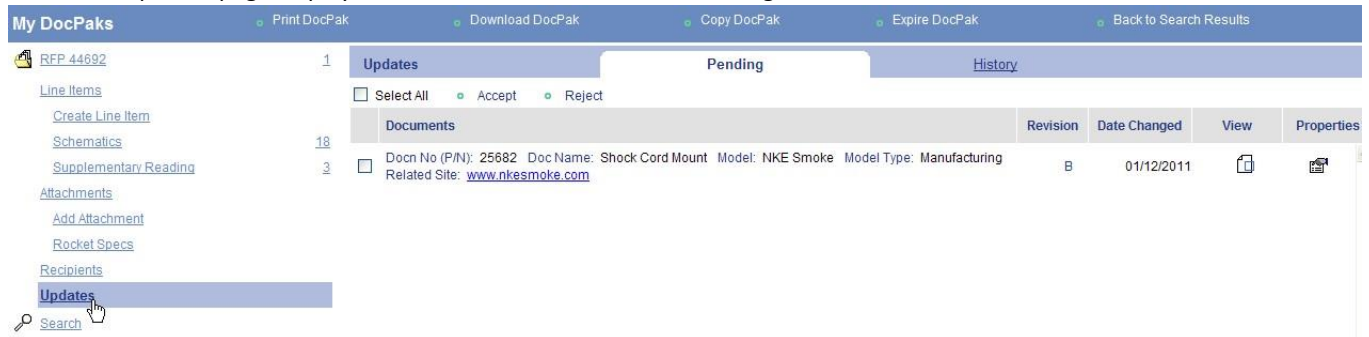 My DocPaks
Print DocPak
Download DocPak
Copy DocPak
Expire DocPak
Back to Search Results
RFP 44692 1
Line Items
Create Line Item
Schematics 18
Supplementary Reading 3
Attachments
Add Attachment
Rocket Specs
Recipients
Updates
Search
Updates Pending History
Select All Accept Reject
Documents Revision Date Changed View Properties
Docn No (P/N): 25682 Doc Name: Shock Cord Mount Model: NKE Smoke Model Type: Manufacturing
Related Site: www.nkesmoke.com
B 01/12/2011